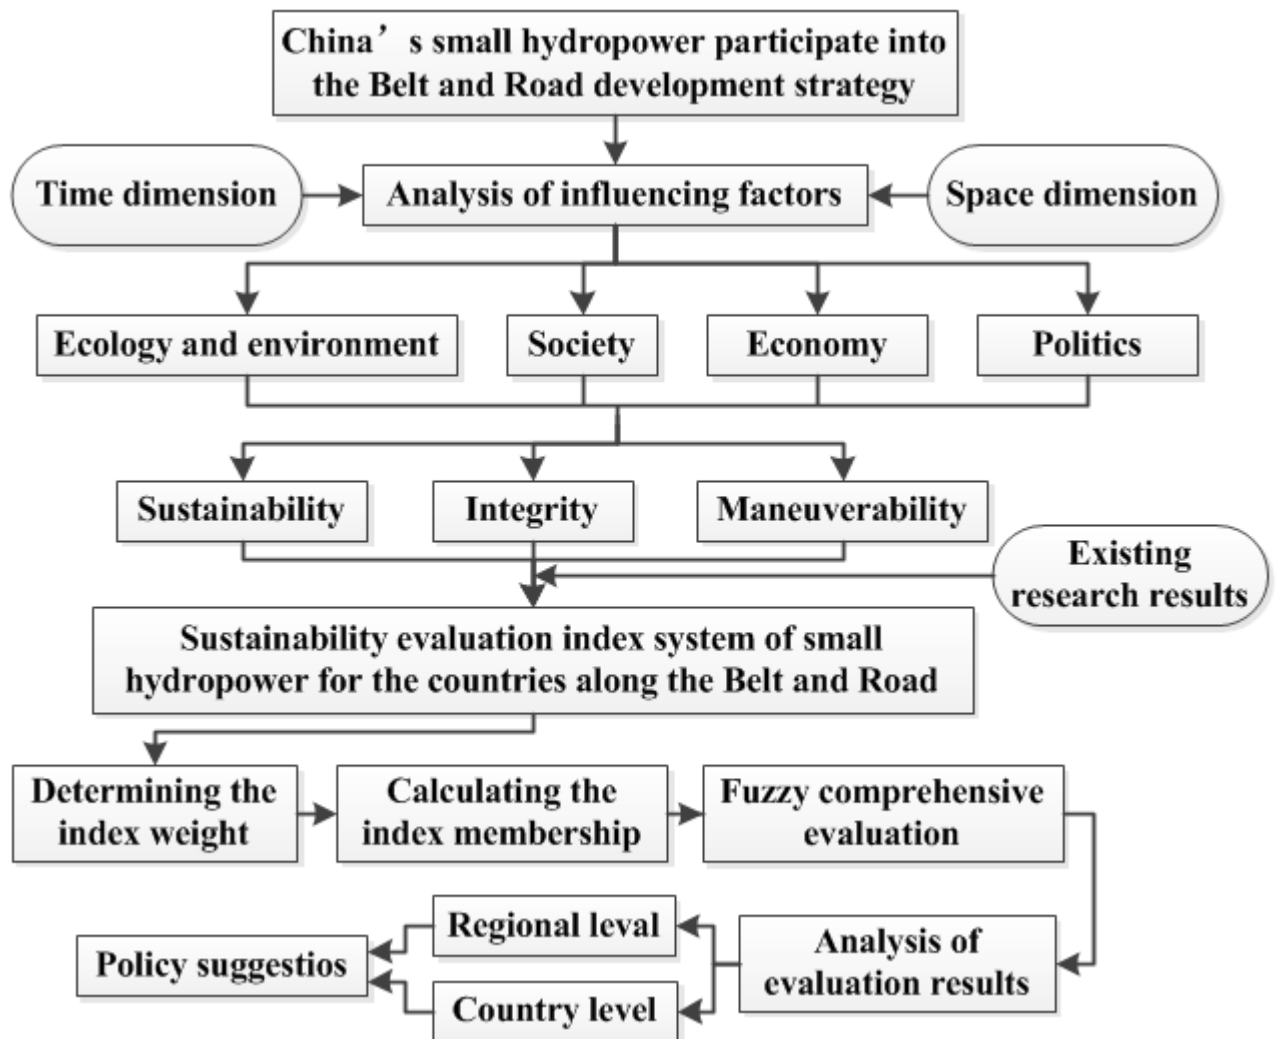 China’s small hydropower participate into
the Belt and Road development strategy
Time dimension
Analysis of influencing factors
Space dimension
Ecology and environment
Society
Economy
Politics
Sustainability
Integrity
Maneuverability
Existing
research results
Sustainability evaluation index system of small
hydropower for the countries along the Belt and Road
Determining the
index weight
Calculating the
index membership
Fuzzy comprehensive
evaluation
Regional leval
Analysis of
evaluation results
Policy suggestios
Country level